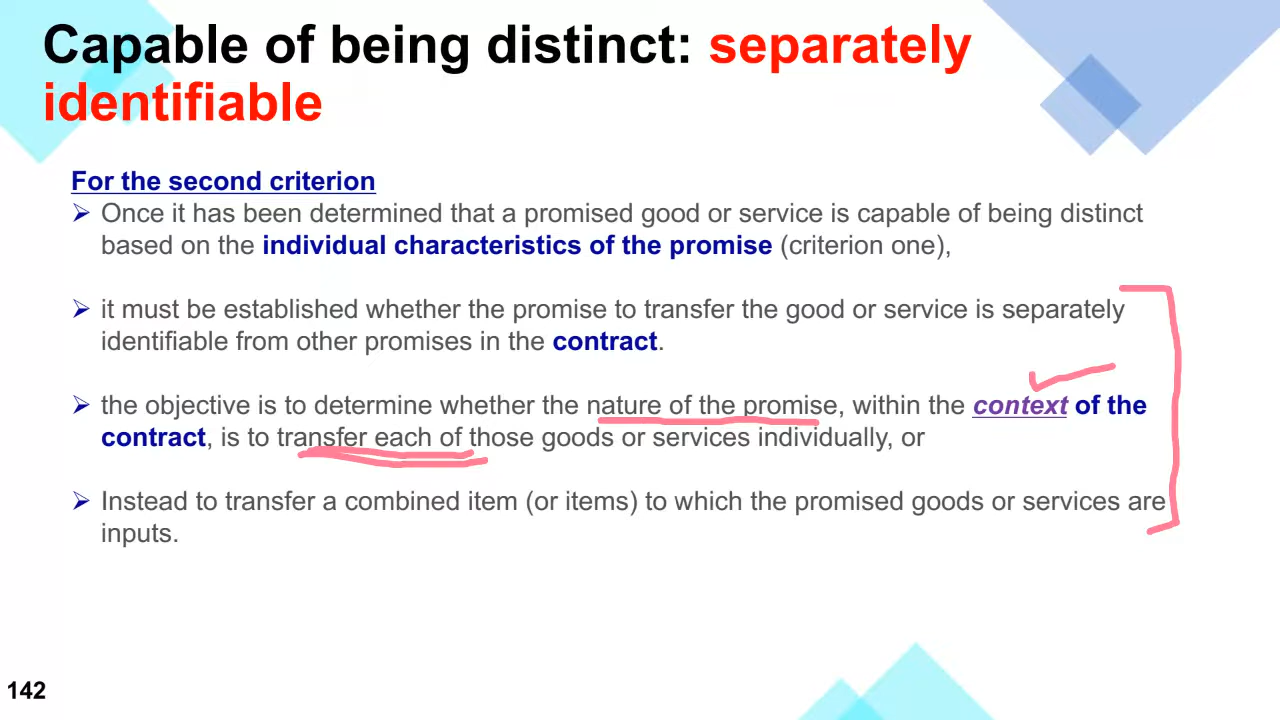 Capable of being distinct: separately
identifiable
For the second criterion
Once it has been determined that a promised good or service is capable of being distinct
based on the individual characteristics of the promise (criterion one),
it must be established whether the promise to transfer the good or service is separately
identifiable from other promises in the contract.
the objective is to determine whether the nature of the promise, within the context of the
contract, is to transfer each of those goods or services individually, or
Instead to transfer a combined item (or items) to which the promised goods or services are
inputs.
142